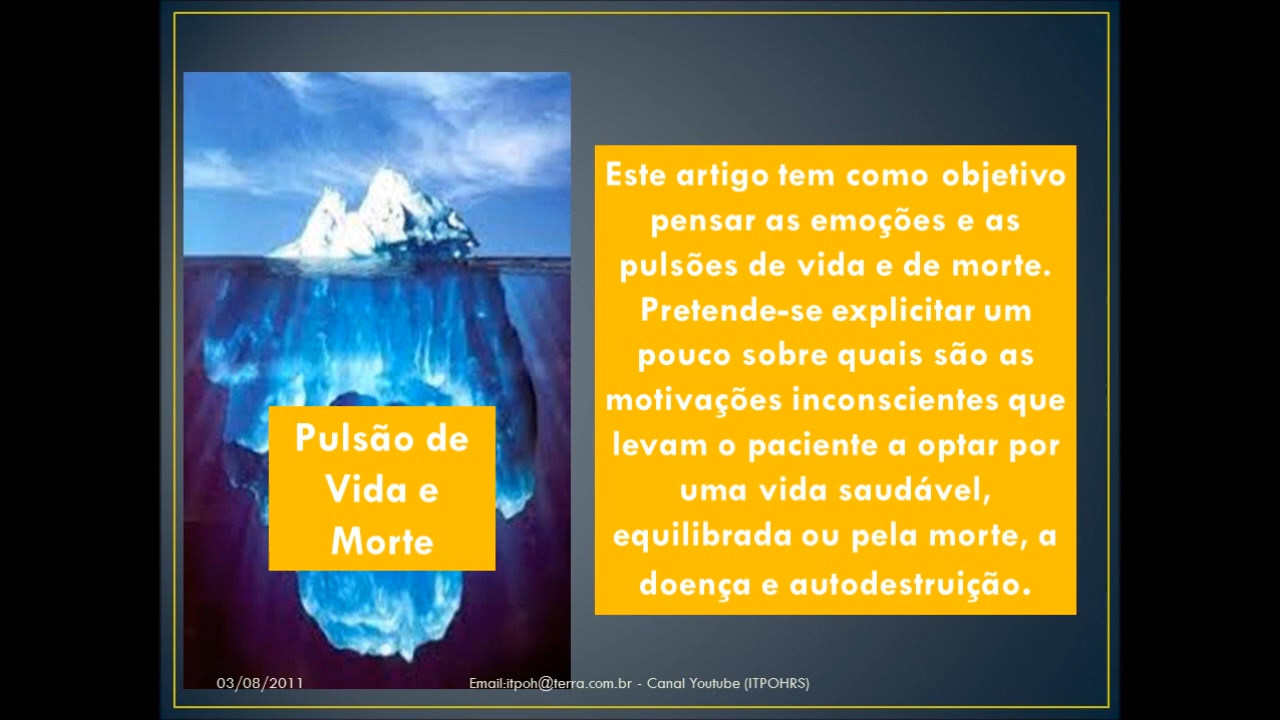 Este artigo tem como objetivo
pensar as emoções e as
pulsões de vida e de morte.
Pretende-se explicitar um
pouco sobre quais são as
motivações inconscientes que
levam o paciente a optar por
uma vida saudável,
equilibrada ou pela morte, a
doença e autodestruição.
Pulsão de
Vida e
Morte
03/08/2011
Email:itpoh@terra.com.br - Canal Youtube (ITPOHRS)